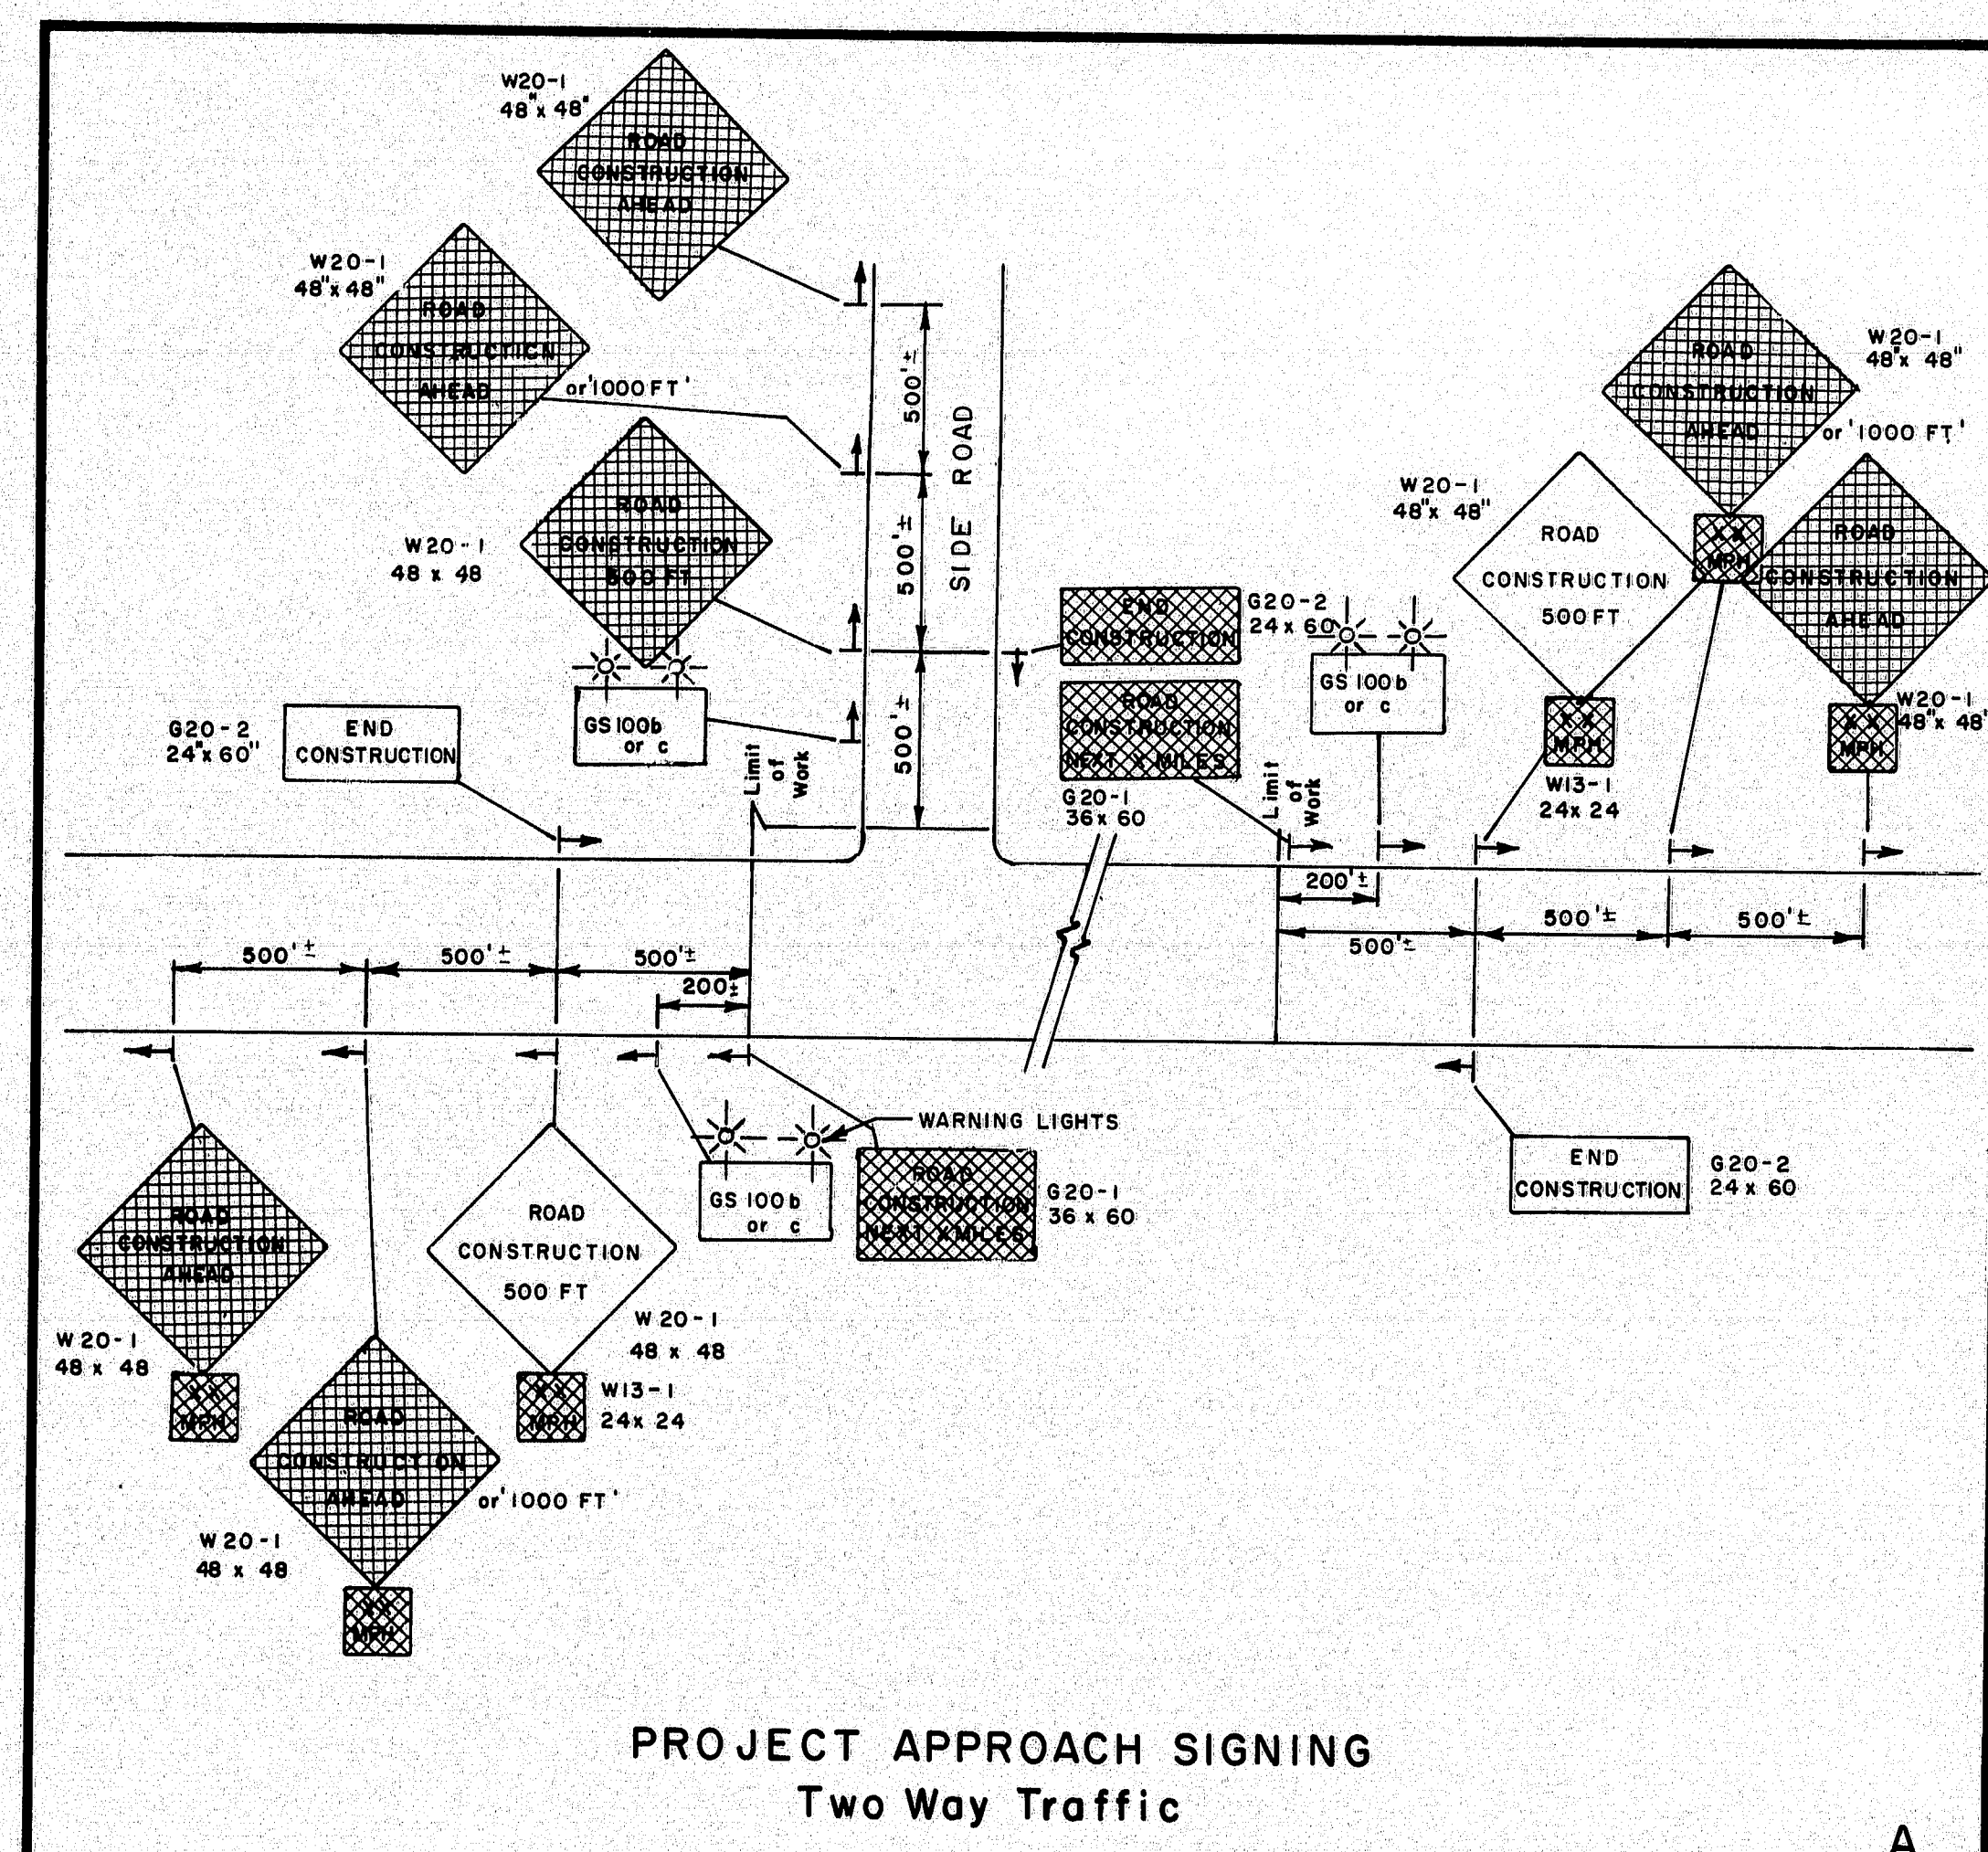 W20-1
48"x 48"
ROAD
CONSTRUCTION
AHEAD
W20-1
48"x 48"
ROAD
CONSTRUCTION
AHEAD
or '1000 FT'
ROAD
CONSTRUCTION
500 FT
W20-1
48 x 48
GS 100b
or c
G20-2
24"x 60"
END
CONSTRUCTION
Limit
of
Work
500'±
500'±
500'±
SIDE ROAD
END
CONSTRUCTION
G20-2
24 x 60
ROAD
CONSTRUCTION
NEXT X MILES
G20-1
36 x 60
Limit
of
Work
GS 100b
or c
W20-1
48"x 48"
ROAD
CONSTRUCTION
500 FT
XX
MPH
W13-1
24 x 24
ROAD
CONSTRUCTION
AHEAD
W20-1
48"x 48"
or '1000 FT'
XX
MPH
ROAD
CONSTRUCTION
AHEAD
W20-1
48"x 48"
XX
MPH
200'±
500'±
500'±
500'±
500'±
500'±
500'±
200±
WARNING LIGHTS
GS 100b
or c
ROAD
CONSTRUCTION
NEXT X MILES
G20-1
36 x 60
END
CONSTRUCTION
G20-2
24 x 60
ROAD
CONSTRUCTION
AHEAD
W20-1
48 x 48
XX
MPH
ROAD
CONSTRUCTION
500 FT
W20-1
48 x 48
XX
MPH
W13-1
24 x 24
ROAD
CONSTRUCTION
AHEAD
or '1000 FT'
W20-1
48 x 48
XX
MPH
PROJECT APPROACH SIGNING
Two Way Traffic
A